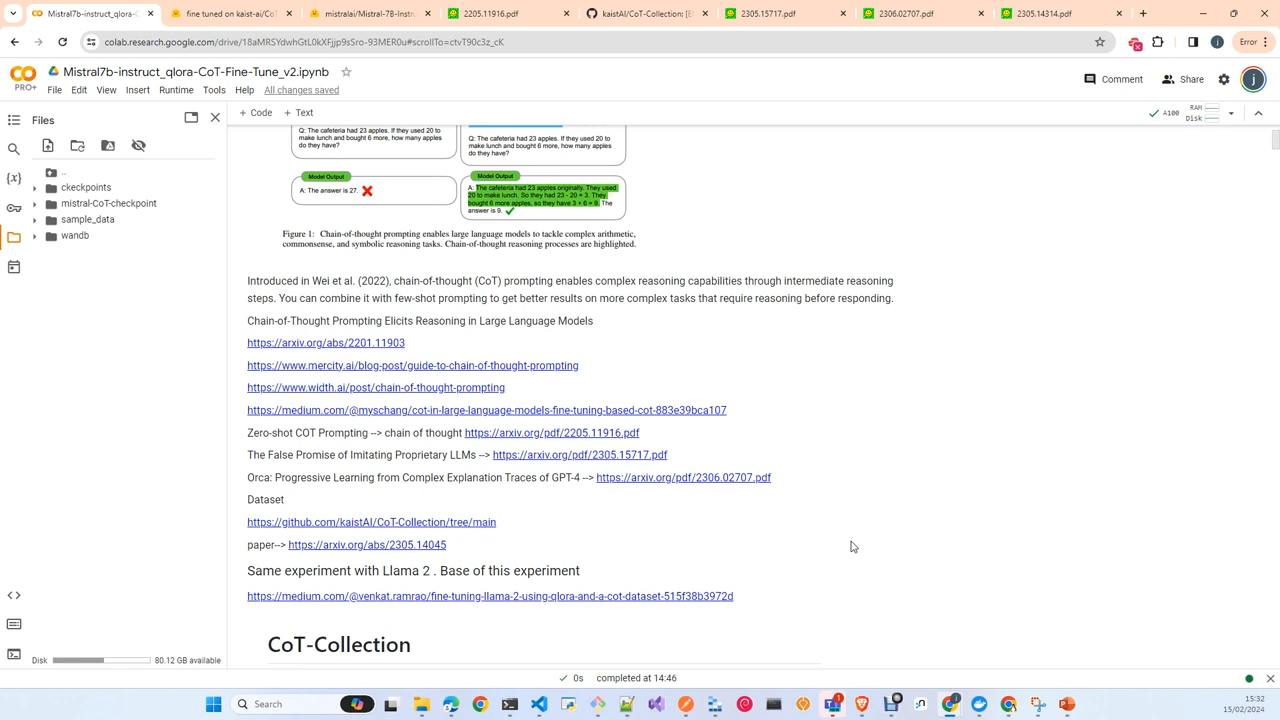 Mistral7b-instruct_qlora-Co
fine tuned on kaist-ai/CoT
mistralai/Mistral-7B-Instruc
2205.11916.pdf
kaistAI/CoT-Collection: [E
2305.15717.pdf
2306.02707.pdf
2305.14314.pdf
colab.research.google.com/drive/18aMRSYdwhGtL0kXFjjp9sSro-93MER0u#scrollTo=ctvT90c3z_cK
j
Error
PRO+
Mistral7b-instruct_qlora-CoT-Fine-Tune_v2.ipynb
File Edit View Insert Runtime Tools Help All changes saved
Comment
Share
j
Files
+ Code + Text
RAM
Disk
A100
..
ckeckpoints
mistral-CoT-checkpoint
sample_data
wandb
Q: The cafeteria had 23 apples. If they used 20 to
make lunch and bought 6 more, how many apples
do they have?
Q: The cafeteria had 23 apples. If they used 20 to
make lunch and bought 6 more, how many apples
do they have?
Model Output
A: The answer is 27.
Model Output
A: The cafeteria had 23 apples originally. They used
20 to make lunch. So they had 23 - 20 = 3. They
bought 6 more apples, so they have 3 + 6 = 9. The
answer is 9.
Figure 1: Chain-of-thought prompting enables large language models to tackle complex arithmetic,
commonsense, and symbolic reasoning tasks. Chain-of-thought reasoning processes are highlighted.
Introduced in Wei et al. (2022), chain-of-thought (CoT) prompting enables complex reasoning capabilities through intermediate reasoning
steps. You can combine it with few-shot prompting to get better results on more complex tasks that require reasoning before responding.
Chain-of-Thought Prompting Elicits Reasoning in Large Language Models
https://arxiv.org/abs/2201.11903
https://www.mercity.ai/blog-post/guide-to-chain-of-thought-prompting
https://www.width.ai/post/chain-of-thought-prompting
https://medium.com/@myschang/cot-in-large-language-models-fine-tuning-based-cot-883e39bca107
Zero-shot COT Prompting --> chain of thought https://arxiv.org/pdf/2205.11916.pdf
The False Promise of Imitating Proprietary LLMs --> https://arxiv.org/pdf/2305.15717.pdf
Orca: Progressive Learning from Complex Explanation Traces of GPT-4 --> https://arxiv.org/pdf/2306.02707.pdf
Dataset
https://github.com/kaistAI/CoT-Collection/tree/main
paper--> https://arxiv.org/abs/2305.14045
Same experiment with Llama 2 . Base of this experiment
https://medium.com/@venkat.ramrao/fine-tuning-llama-2-using-qlora-and-a-cot-dataset-515f38b3972d
CoT-Collection
Disk
80.12 GB available
0s completed at 14:46
Search
15:32
15/02/2024